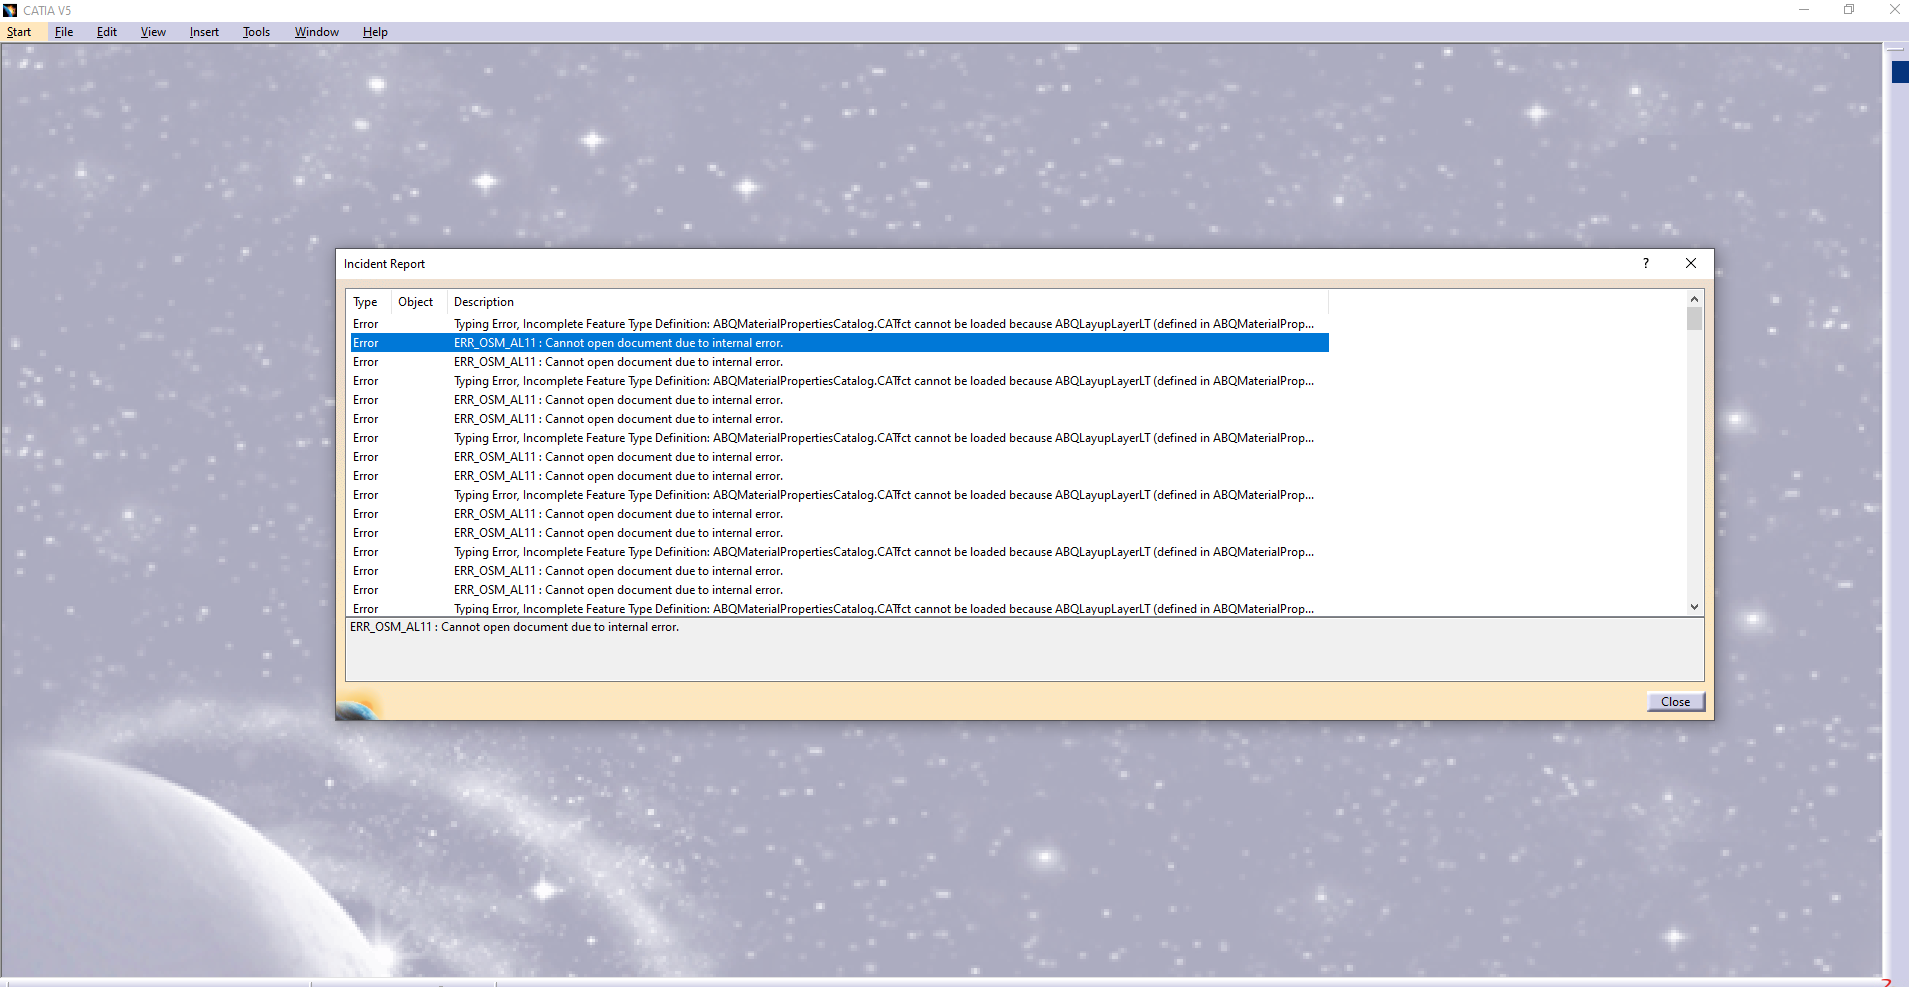 CATIA V5
Start File Edit View Insert Tools Window Help
Incident Report ?
Type Object Description
Error Typing Error, Incomplete Feature Type Definition: ABQMaterialPropertiesCatalog.CATfct cannot be loaded because ABQLayupLayerLT (defined in ABQMaterialProp...
Error ERR_OSM_AL11 : Cannot open document due to internal error.
Error ERR_OSM_AL11 : Cannot open document due to internal error.
Error Typing Error, Incomplete Feature Type Definition: ABQMaterialPropertiesCatalog.CATfct cannot be loaded because ABQLayupLayerLT (defined in ABQMaterialProp...
Error ERR_OSM_AL11 : Cannot open document due to internal error.
Error ERR_OSM_AL11 : Cannot open document due to internal error.
Error Typing Error, Incomplete Feature Type Definition: ABQMaterialPropertiesCatalog.CATfct cannot be loaded because ABQLayupLayerLT (defined in ABQMaterialProp...
Error ERR_OSM_AL11 : Cannot open document due to internal error.
Error ERR_OSM_AL11 : Cannot open document due to internal error.
Error Typing Error, Incomplete Feature Type Definition: ABQMaterialPropertiesCatalog.CATfct cannot be loaded because ABQLayupLayerLT (defined in ABQMaterialProp...
Error ERR_OSM_AL11 : Cannot open document due to internal error.
Error ERR_OSM_AL11 : Cannot open document due to internal error.
Error Typing Error, Incomplete Feature Type Definition: ABQMaterialPropertiesCatalog.CATfct cannot be loaded because ABQLayupLayerLT (defined in ABQMaterialProp...
Error ERR_OSM_AL11 : Cannot open document due to internal error.
Error ERR_OSM_AL11 : Cannot open document due to internal error.
Error Typing Error, Incomplete Feature Type Definition: ABQMaterialPropertiesCatalog.CATfct cannot be loaded because ABQLayupLayerLT (defined in ABQMaterialProp...
ERR_OSM_AL11 : Cannot open document due to internal error.
Close